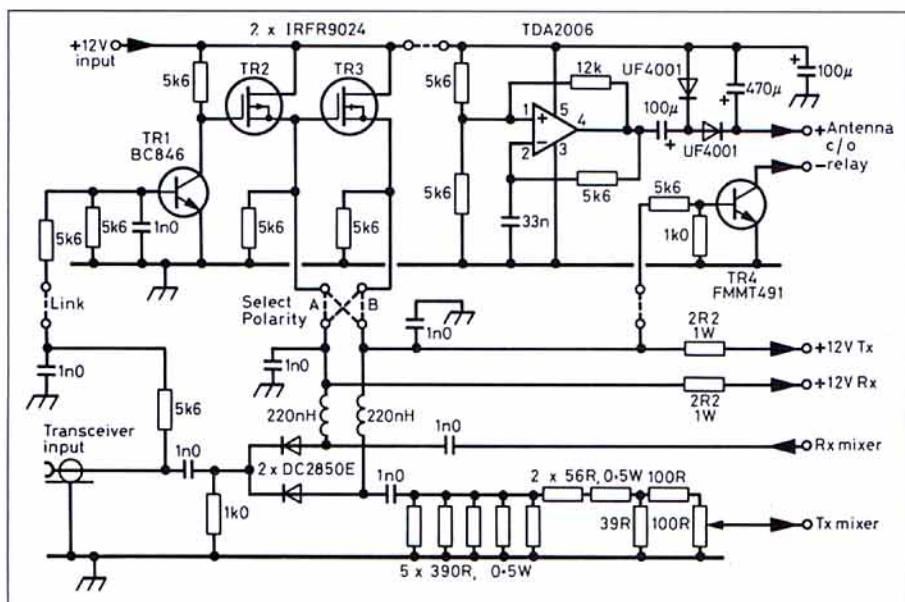 2 x IRFR9024
TDA2006
+12V
input
TR2
TR3
5k6
5k6
12k
UF4001
100μ
+
470μ
+
100μ
+
1
+
5
4
2
−
3
UF4001
+ Antenna
c/o
− relay
TR1
BC846
5k6
5k6
5k6
5k6
1n0
5k6
5k6
33n
5k6
1k0
TR4
FMMT491
Link
Select
Polarity
A
B
1n0
2R2
1W
+12V Tx
1n0
1n0
+12V Rx
2R2
1W
5k6
220nH
220nH
Transceiver
input
1n0
1n0
Rx mixer
2 x DC2850E
1n0
2 x 56R, 0·5W
100R
1k0
39R
100R
Tx mixer
5 x 390R, 0·5W